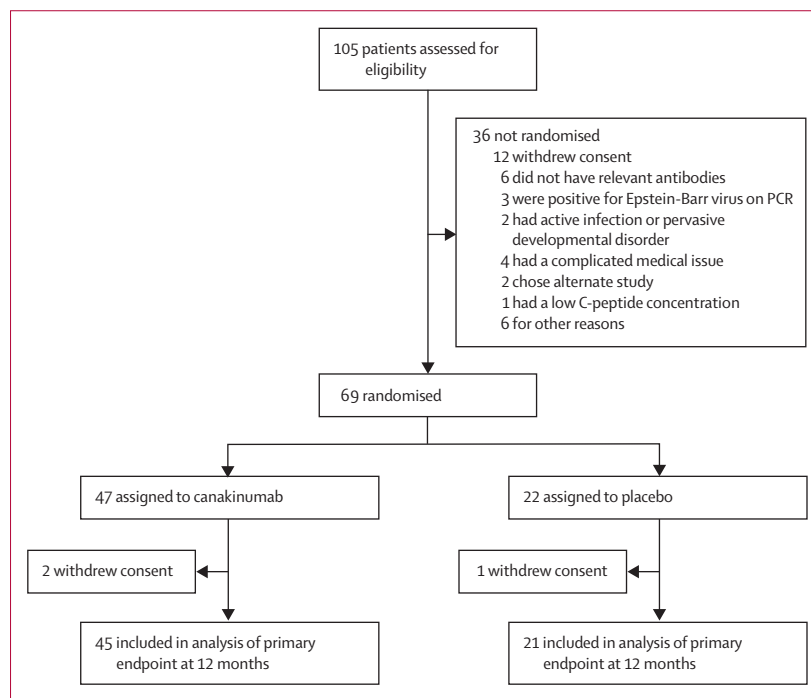 105 patients assessed for
eligibility
36 not randomised
12 withdrew consent
6 did not have relevant antibodies
3 were positive for Epstein-Barr virus on PCR
2 had active infection or pervasive
developmental disorder
4 had a complicated medical issue
2 chose alternate study
1 had a low C-peptide concentration
6 for other reasons
69 randomised
47 assigned to canakinumab
22 assigned to placebo
2 withdrew consent
1 withdrew consent
45 included in analysis of primary
endpoint at 12 months
21 included in analysis of primary
endpoint at 12 months